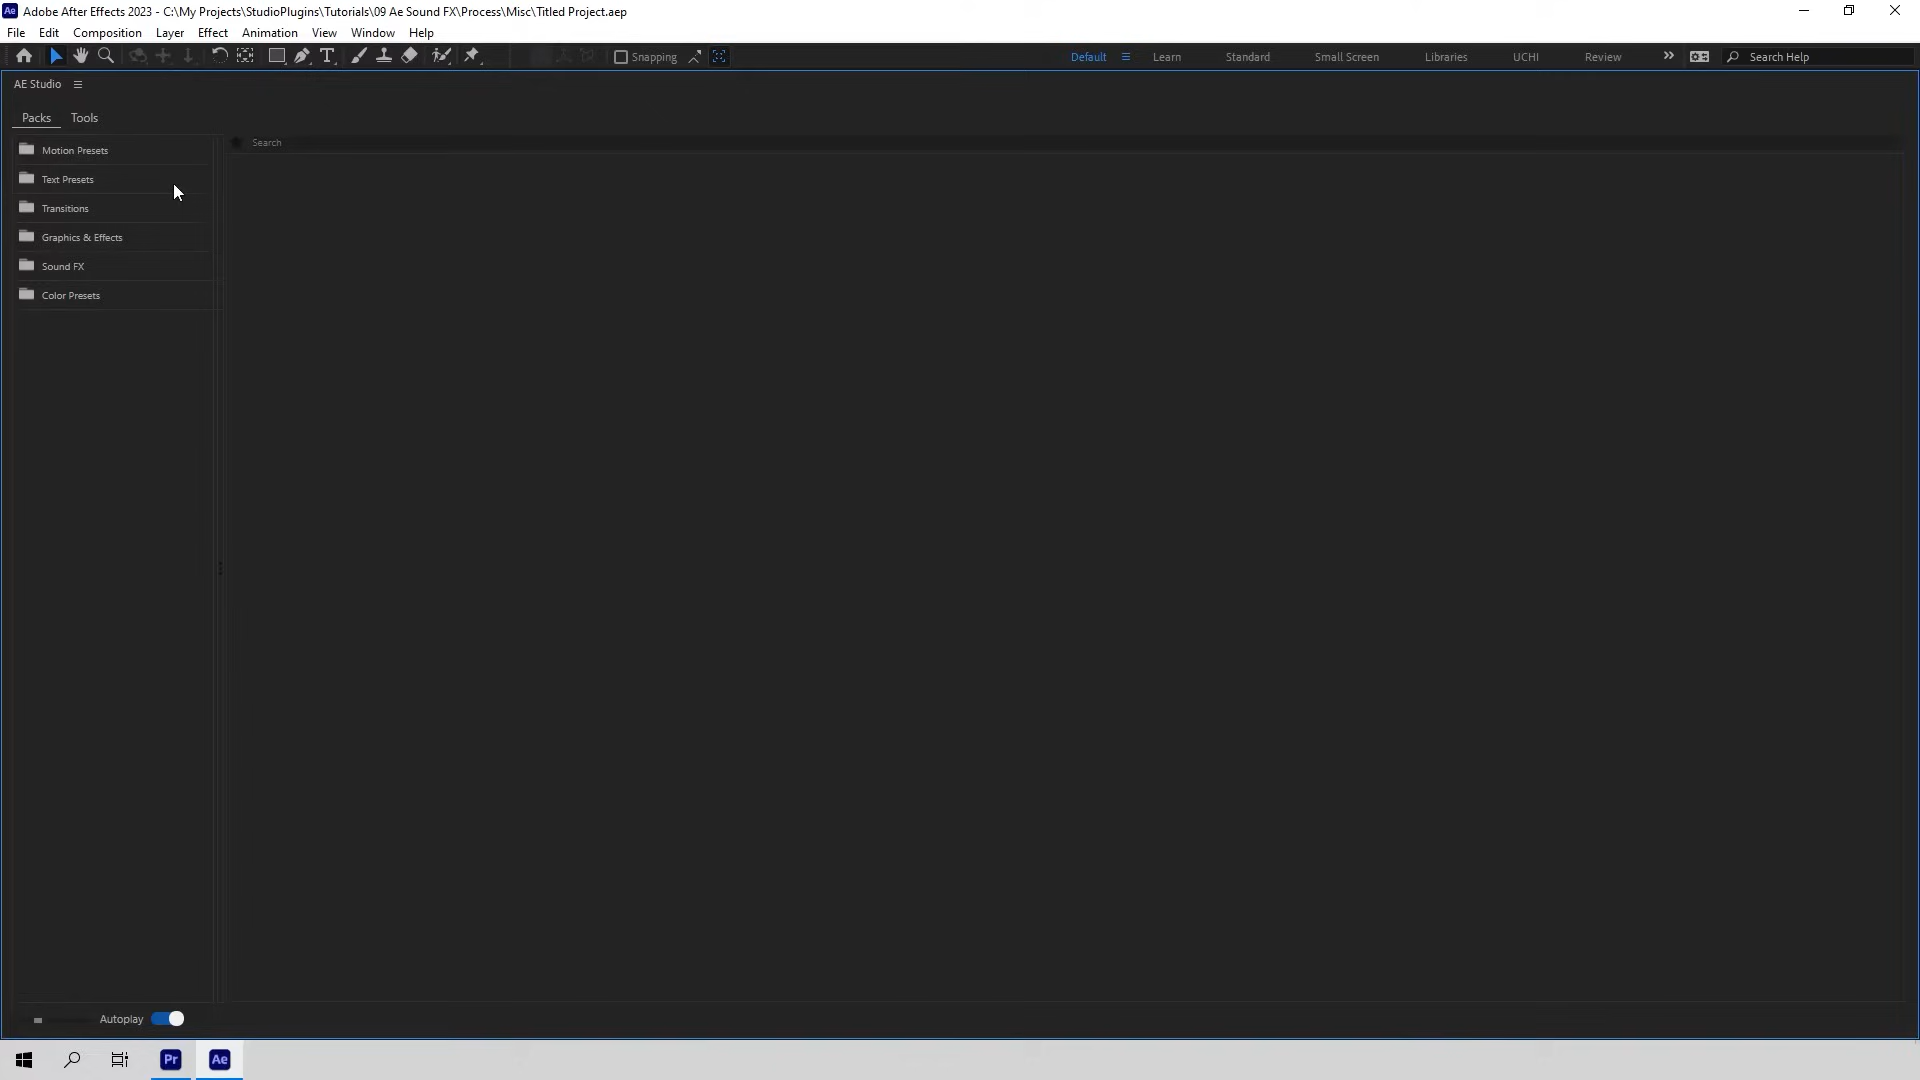 Ae Adobe After Effects 2023 - C:\My Projects\StudioPlugins\Tutorials\09 Ae Sound FX\Process\Misc\Titled Project.aep
File Edit Composition Layer Effect Animation View Window Help
Snapping Default Learn Standard Small Screen Libraries UCHI Review Search Help
AE Studio
Packs Tools
Search
Motion Presets
Text Presets
Transitions
Graphics & Effects
Sound FX
Color Presets
Autoplay
Pr Ae